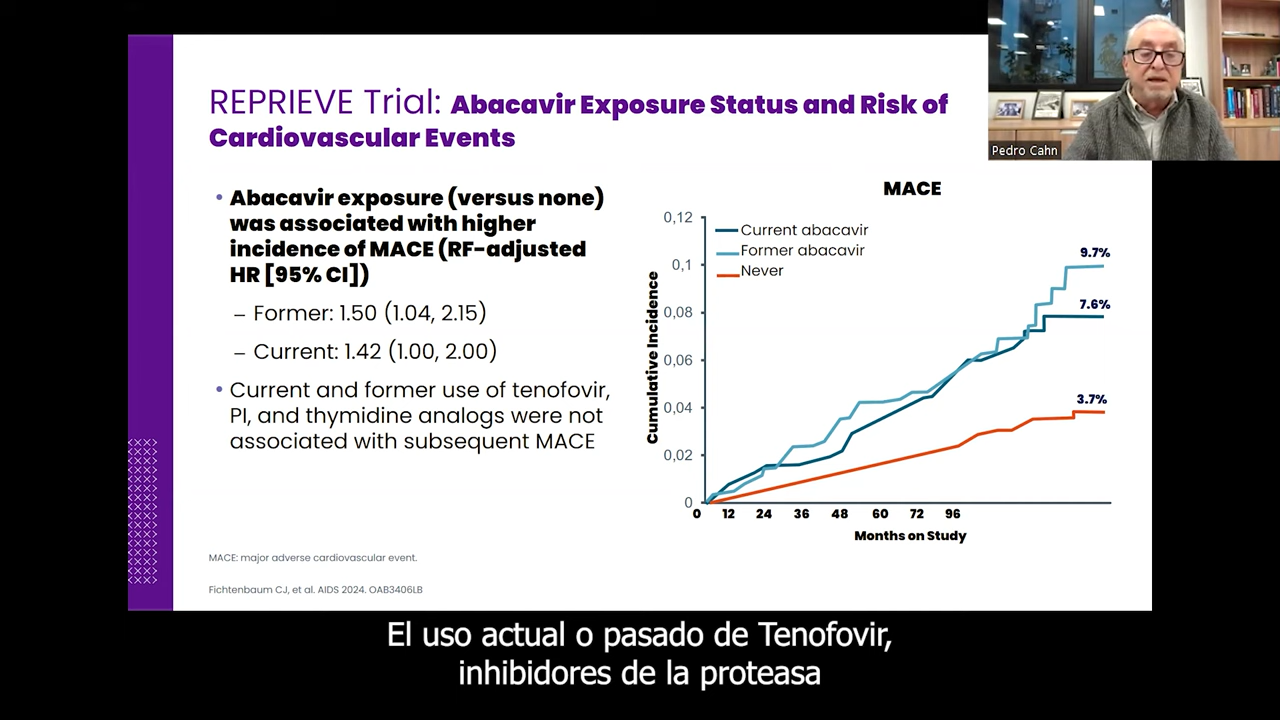 REPRIEVE Trial: Abacavir Exposure Status and Risk of
Cardiovascular Events
Pedro Cahn
• Abacavir exposure (versus none)
was associated with higher
incidence of MACE (RF-adjusted
HR [95% CI])
– Former: 1.50 (1.04, 2.15)
– Current: 1.42 (1.00, 2.00)
• Current and former use of tenofovir,
PI, and thymidine analogs were not
associated with subsequent MACE
MACE
Cumulative Incidence
0,12
0,1
0,08
0,06
0,04
0,02
0
Current abacavir
Former abacavir
Never
9.7%
7.6%
3.7%
0 12 24 36 48 60 72 96
Months on Study
MACE: major adverse cardiovascular event.
Fichtenbaum CJ, et al. AIDS 2024. OAB3406LB
El uso actual o pasado de Tenofovir,
inhibidores de la proteasa